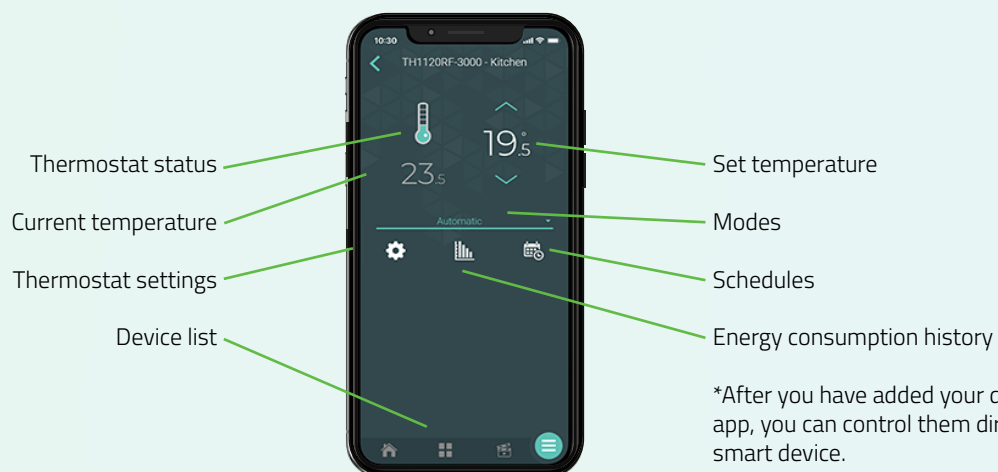 10:30
TH1120RF-3000 - Kitchen
19.5°
23.5
Automatic
Thermostat status
Current temperature
Thermostat settings
Device list
Set temperature
Modes
Schedules
Energy consumption history
*After you have added your
app, you can control them
smart device.